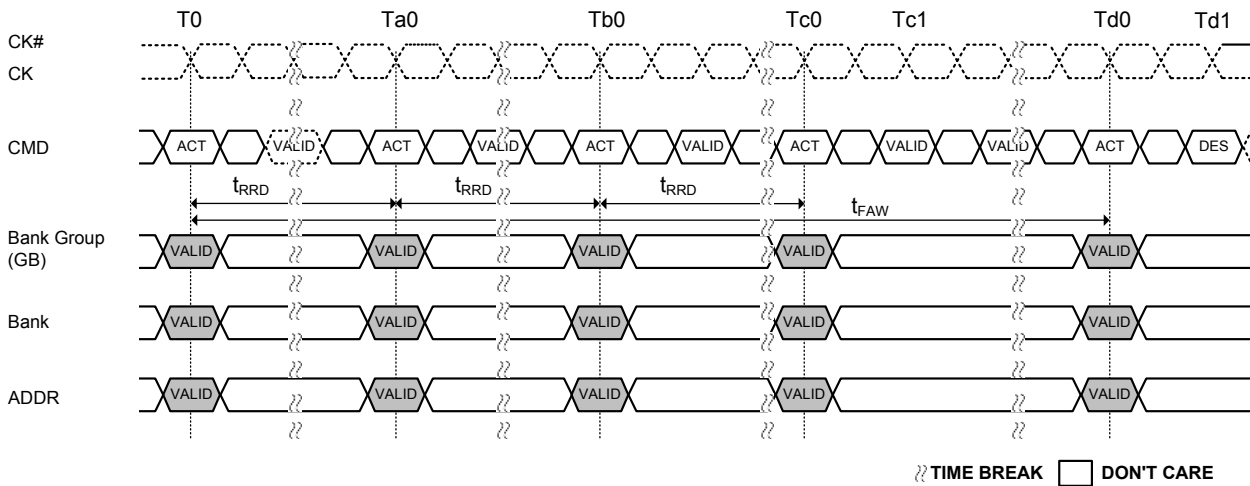 T0 Ta0 Tb0 Tc0 Tc1 Td0 Td1
CK#
CK
CMD ACT VALID ACT VALID ACT VALID ACT VALID VALID ACT DES
tRRD tRRD tRRD
tFAW
Bank Group
(GB)
VALID VALID VALID VALID VALID
Bank VALID VALID VALID VALID VALID
ADDR VALID VALID VALID VALID VALID
TIME BREAK DON'T CARE